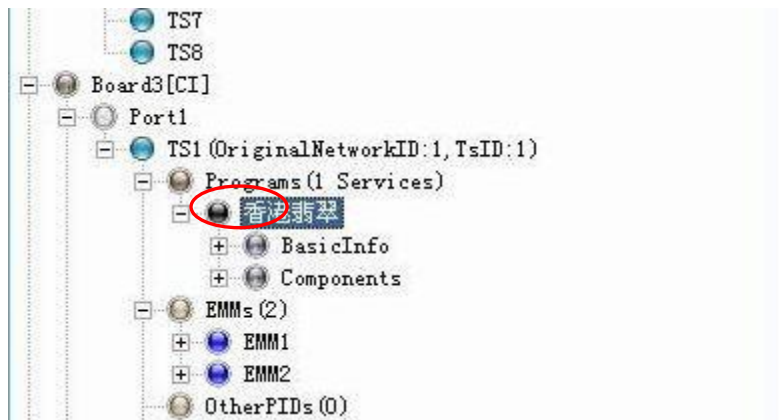 TS7
TS8
Board3[CI]
Port1
TS1(OriginalNetworkID:1,TsID:1)
Programs(1 Services)
香港翡翠
BasicInfo
Components
EMMs(2)
EMM1
EMM2
OtherPIDs(0)